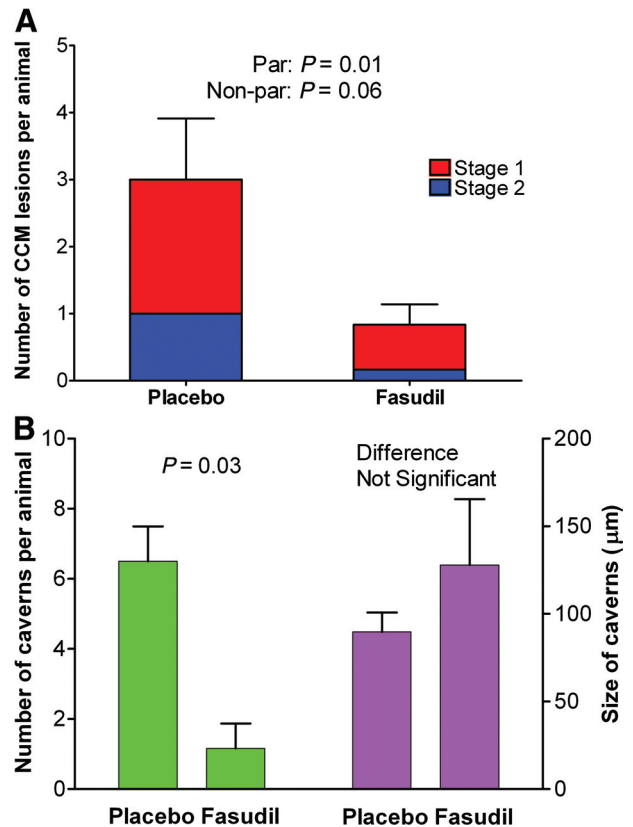 A
Number of CCM lesions per animal
5
4
3
2
1
0
Par: P = 0.01
Non-par: P = 0.06
Stage 1
Stage 2
Placebo
Fasudil
B
Number of caverns per animal
10
8
6
4
2
0
P = 0.03
Difference
Not Significant
200
150
100
50
0
Size of caverns (μm)
Placebo Fasudil
Placebo Fasudil